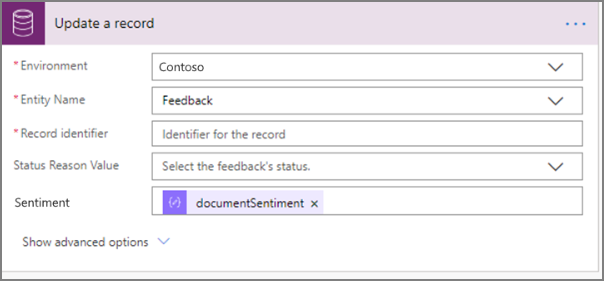 Update a record
* Environment Contoso
* Entity Name Feedback
* Record identifier Identifier for the record
Status Reason Value Select the feedback's status.
Sentiment documentSentiment ×
Show advanced options